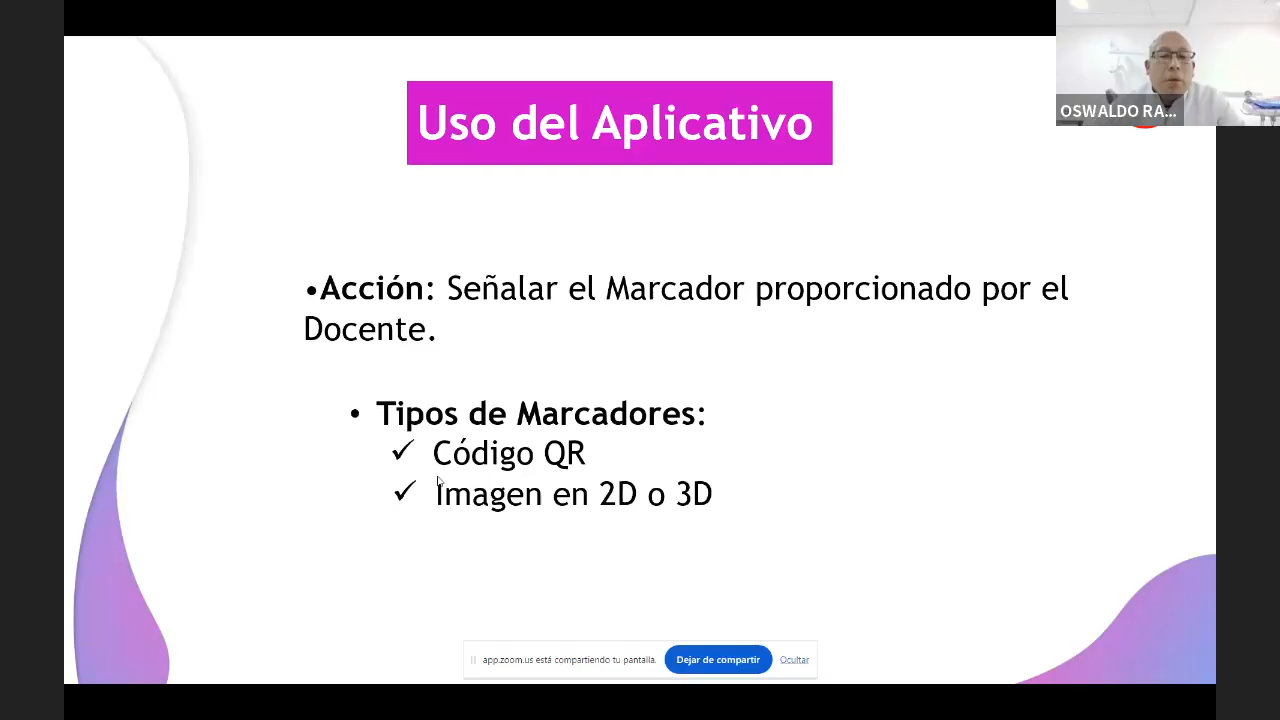 Uso del Aplicativo
OSWALDO RA...
•Acción: Señalar el Marcador proporcionado por el
Docente.
• Tipos de Marcadores:
✓ Código QR
✓ Imagen en 2D o 3D
app.zoom.us está compartiendo tu pantalla. Dejar de compartir Ocultar